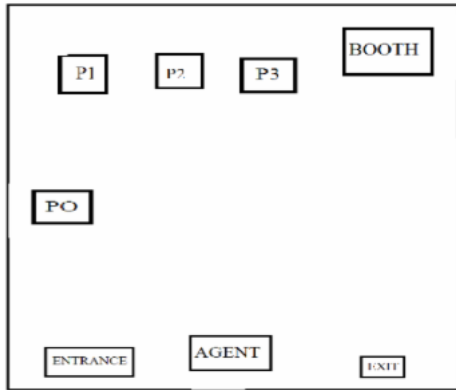 BOOTH
P1
P2
P3
PO
ENTRANCE
AGENT
EXIT